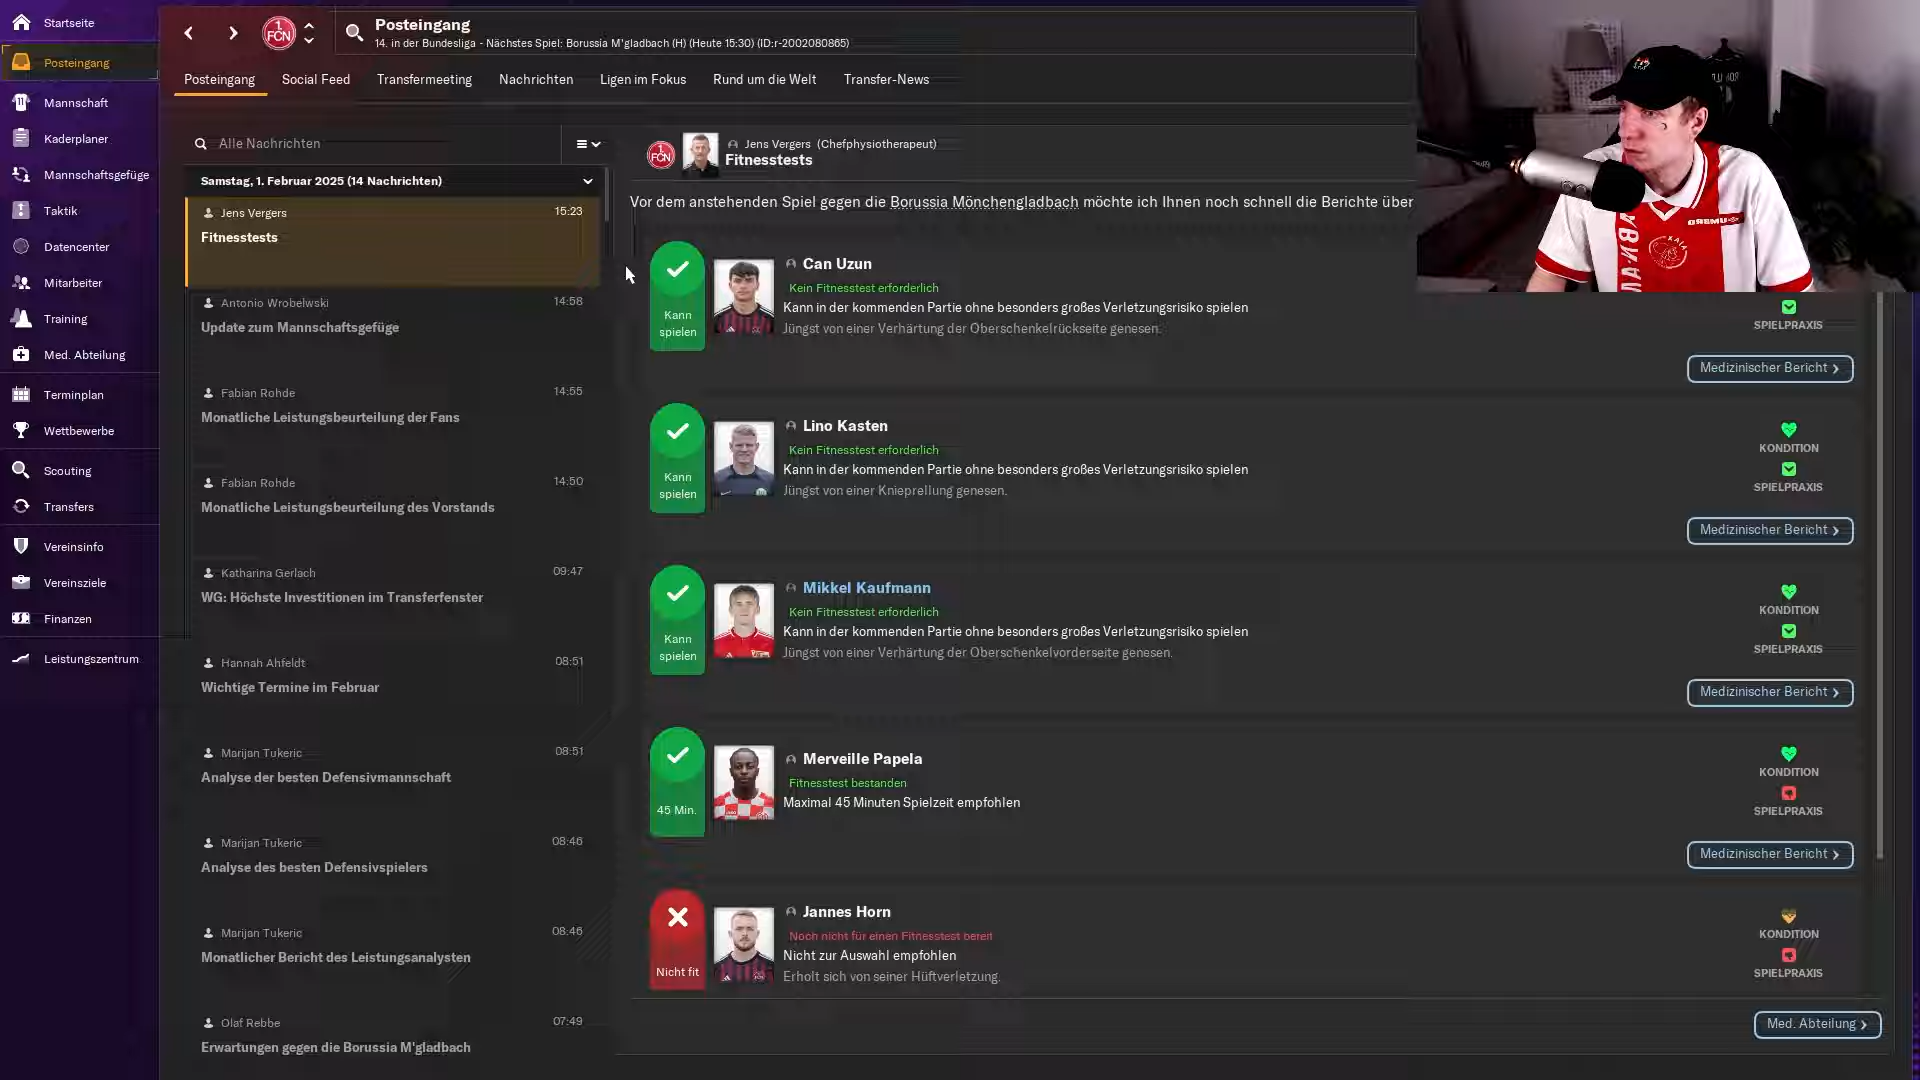 Startseite
Posteingang
Mannschaft
Kaderplaner
Mannschaftsgefüge
Taktik
Datencenter
Mitarbeiter
Training
Med. Abteilung
Terminplan
Wettbewerbe
Scouting
Transfers
Vereinsinfo
Vereinsziele
Finanzen
Leistungszentrum
1. FCN
Posteingang
14. in der Bundesliga - Nächstes Spiel: Borussia M'gladbach (H) (Heute 15:30) (ID:r-2002080865)
Posteingang Social Feed Transfermeeting Nachrichten Ligen im Fokus Rund um die Welt Transfer-News
Alle Nachrichten
Samstag, 1. Februar 2025 (14 Nachrichten)
Jens Vergers 15:23
Fitnesstests
Antonio Wrobelwski 14:58
Update zum Mannschaftsgefüge
Fabian Rohde 14:55
Monatliche Leistungsbeurteilung der Fans
Fabian Rohde 14:50
Monatliche Leistungsbeurteilung des Vorstands
Katharina Gerlach 09:47
WG: Höchste Investitionen im Transferfenster
Hannah Ahfeldt 08:51
Wichtige Termine im Februar
Marijan Tukeric 08:51
Analyse der besten Defensivmannschaft
Marijan Tukeric 08:46
Analyse des besten Defensivspielers
Marijan Tukeric 08:46
Monatlicher Bericht des Leistungsanalysten
Olaf Rebbe 07:49
Erwartungen gegen die Borussia M'gladbach
1. FCN
Jens Vergers (Chefphysiotherapeut)
Fitnesstests
Vor dem anstehenden Spiel gegen die Borussia Mönchengladbach möchte ich Ihnen noch schnell die Berichte über
Kann spielen
Can Uzun
Kein Fitnesstest erforderlich
Kann in der kommenden Partie ohne besonders großes Verletzungsrisiko spielen
Jüngst von einer Verhärtung der Oberschenkelrückseite genesen.
SPIELPRAXIS
Medizinischer Bericht
Kann spielen
Lino Kasten
Kein Fitnesstest erforderlich
Kann in der kommenden Partie ohne besonders großes Verletzungsrisiko spielen
Jüngst von einer Knieprellung genesen.
KONDITION
SPIELPRAXIS
Medizinischer Bericht
Kann spielen
Mikkel Kaufmann
Kein Fitnesstest erforderlich
Kann in der kommenden Partie ohne besonders großes Verletzungsrisiko spielen
Jüngst von einer Verhärtung der Oberschenkelvorderseite genesen.
KONDITION
SPIELPRAXIS
Medizinischer Bericht
45 Min.
Merveille Papela
Fitnesstest bestanden
Maximal 45 Minuten Spielzeit empfohlen
KONDITION
SPIELPRAXIS
Medizinischer Bericht
Nicht fit
Jannes Horn
Noch nicht für einen Fitnesstest bereit
Nicht zur Auswahl empfohlen
Erholt sich von seiner Hüftverletzung.
KONDITION
SPIELPRAXIS
Med. Abteilung